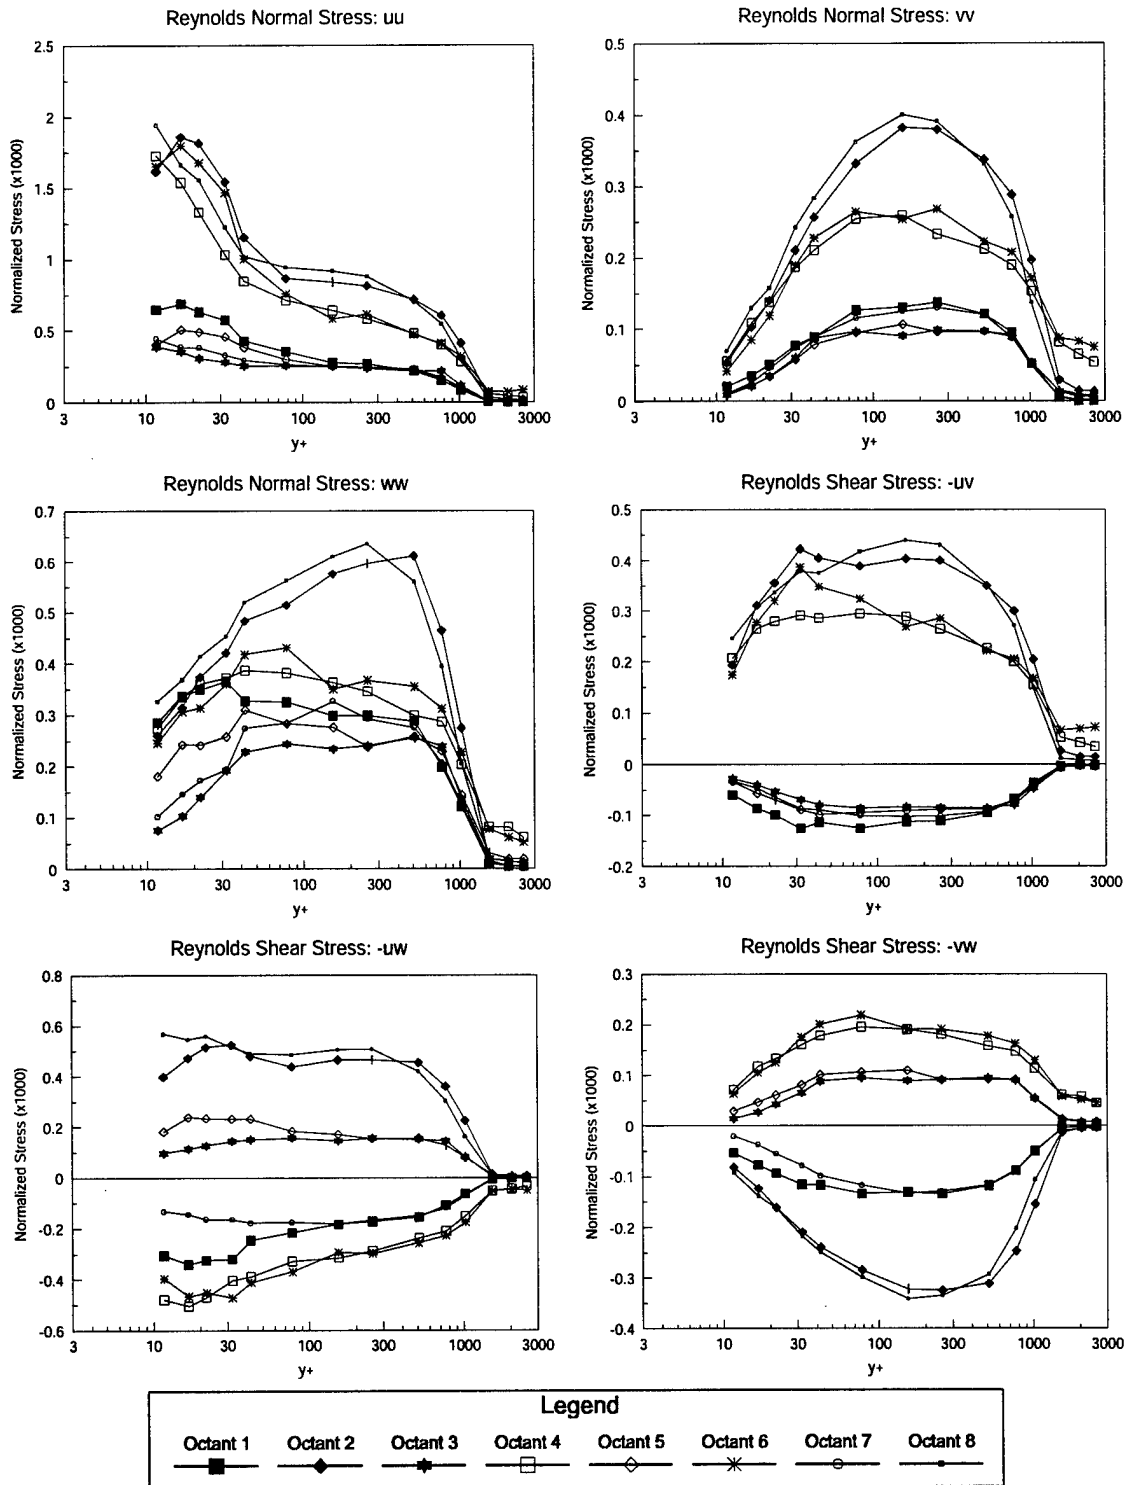 Reynolds Normal Stress: uu
Normalized Stress (x1000)
2.5
2
1.5
1
0.5
0
3 10 30 100 300 1000 3000
y+
Reynolds Normal Stress: vv
Normalized Stress (x1000)
0.5
0.4
0.3
0.2
0.1
0
3 10 30 100 300 1000 3000
y+
Reynolds Normal Stress: ww
Normalized Stress (x1000)
0.7
0.6
0.5
0.4
0.3
0.2
0.1
0
3 10 30 100 300 1000 3000
y+
Reynolds Shear Stress: -uv
Normalized Stress (x1000)
0.5
0.4
0.3
0.2
0.1
0
-0.1
-0.2
3 10 30 100 300 1000 3000
y+
Reynolds Shear Stress: -uw
Normalized Stress (x1000)
0.8
0.6
0.4
0.2
0
-0.2
-0.4
-0.6
3 10 30 100 300 1000 3000
y+
Reynolds Shear Stress: -vw
Normalized Stress (x1000)
0.3
0.2
0.1
0
-0.1
-0.2
-0.3
-0.4
3 10 30 100 300 1000 3000
y+
Legend
Octant 1 Octant 2 Octant 3 Octant 4 Octant 5 Octant 6 Octant 7 Octant 8